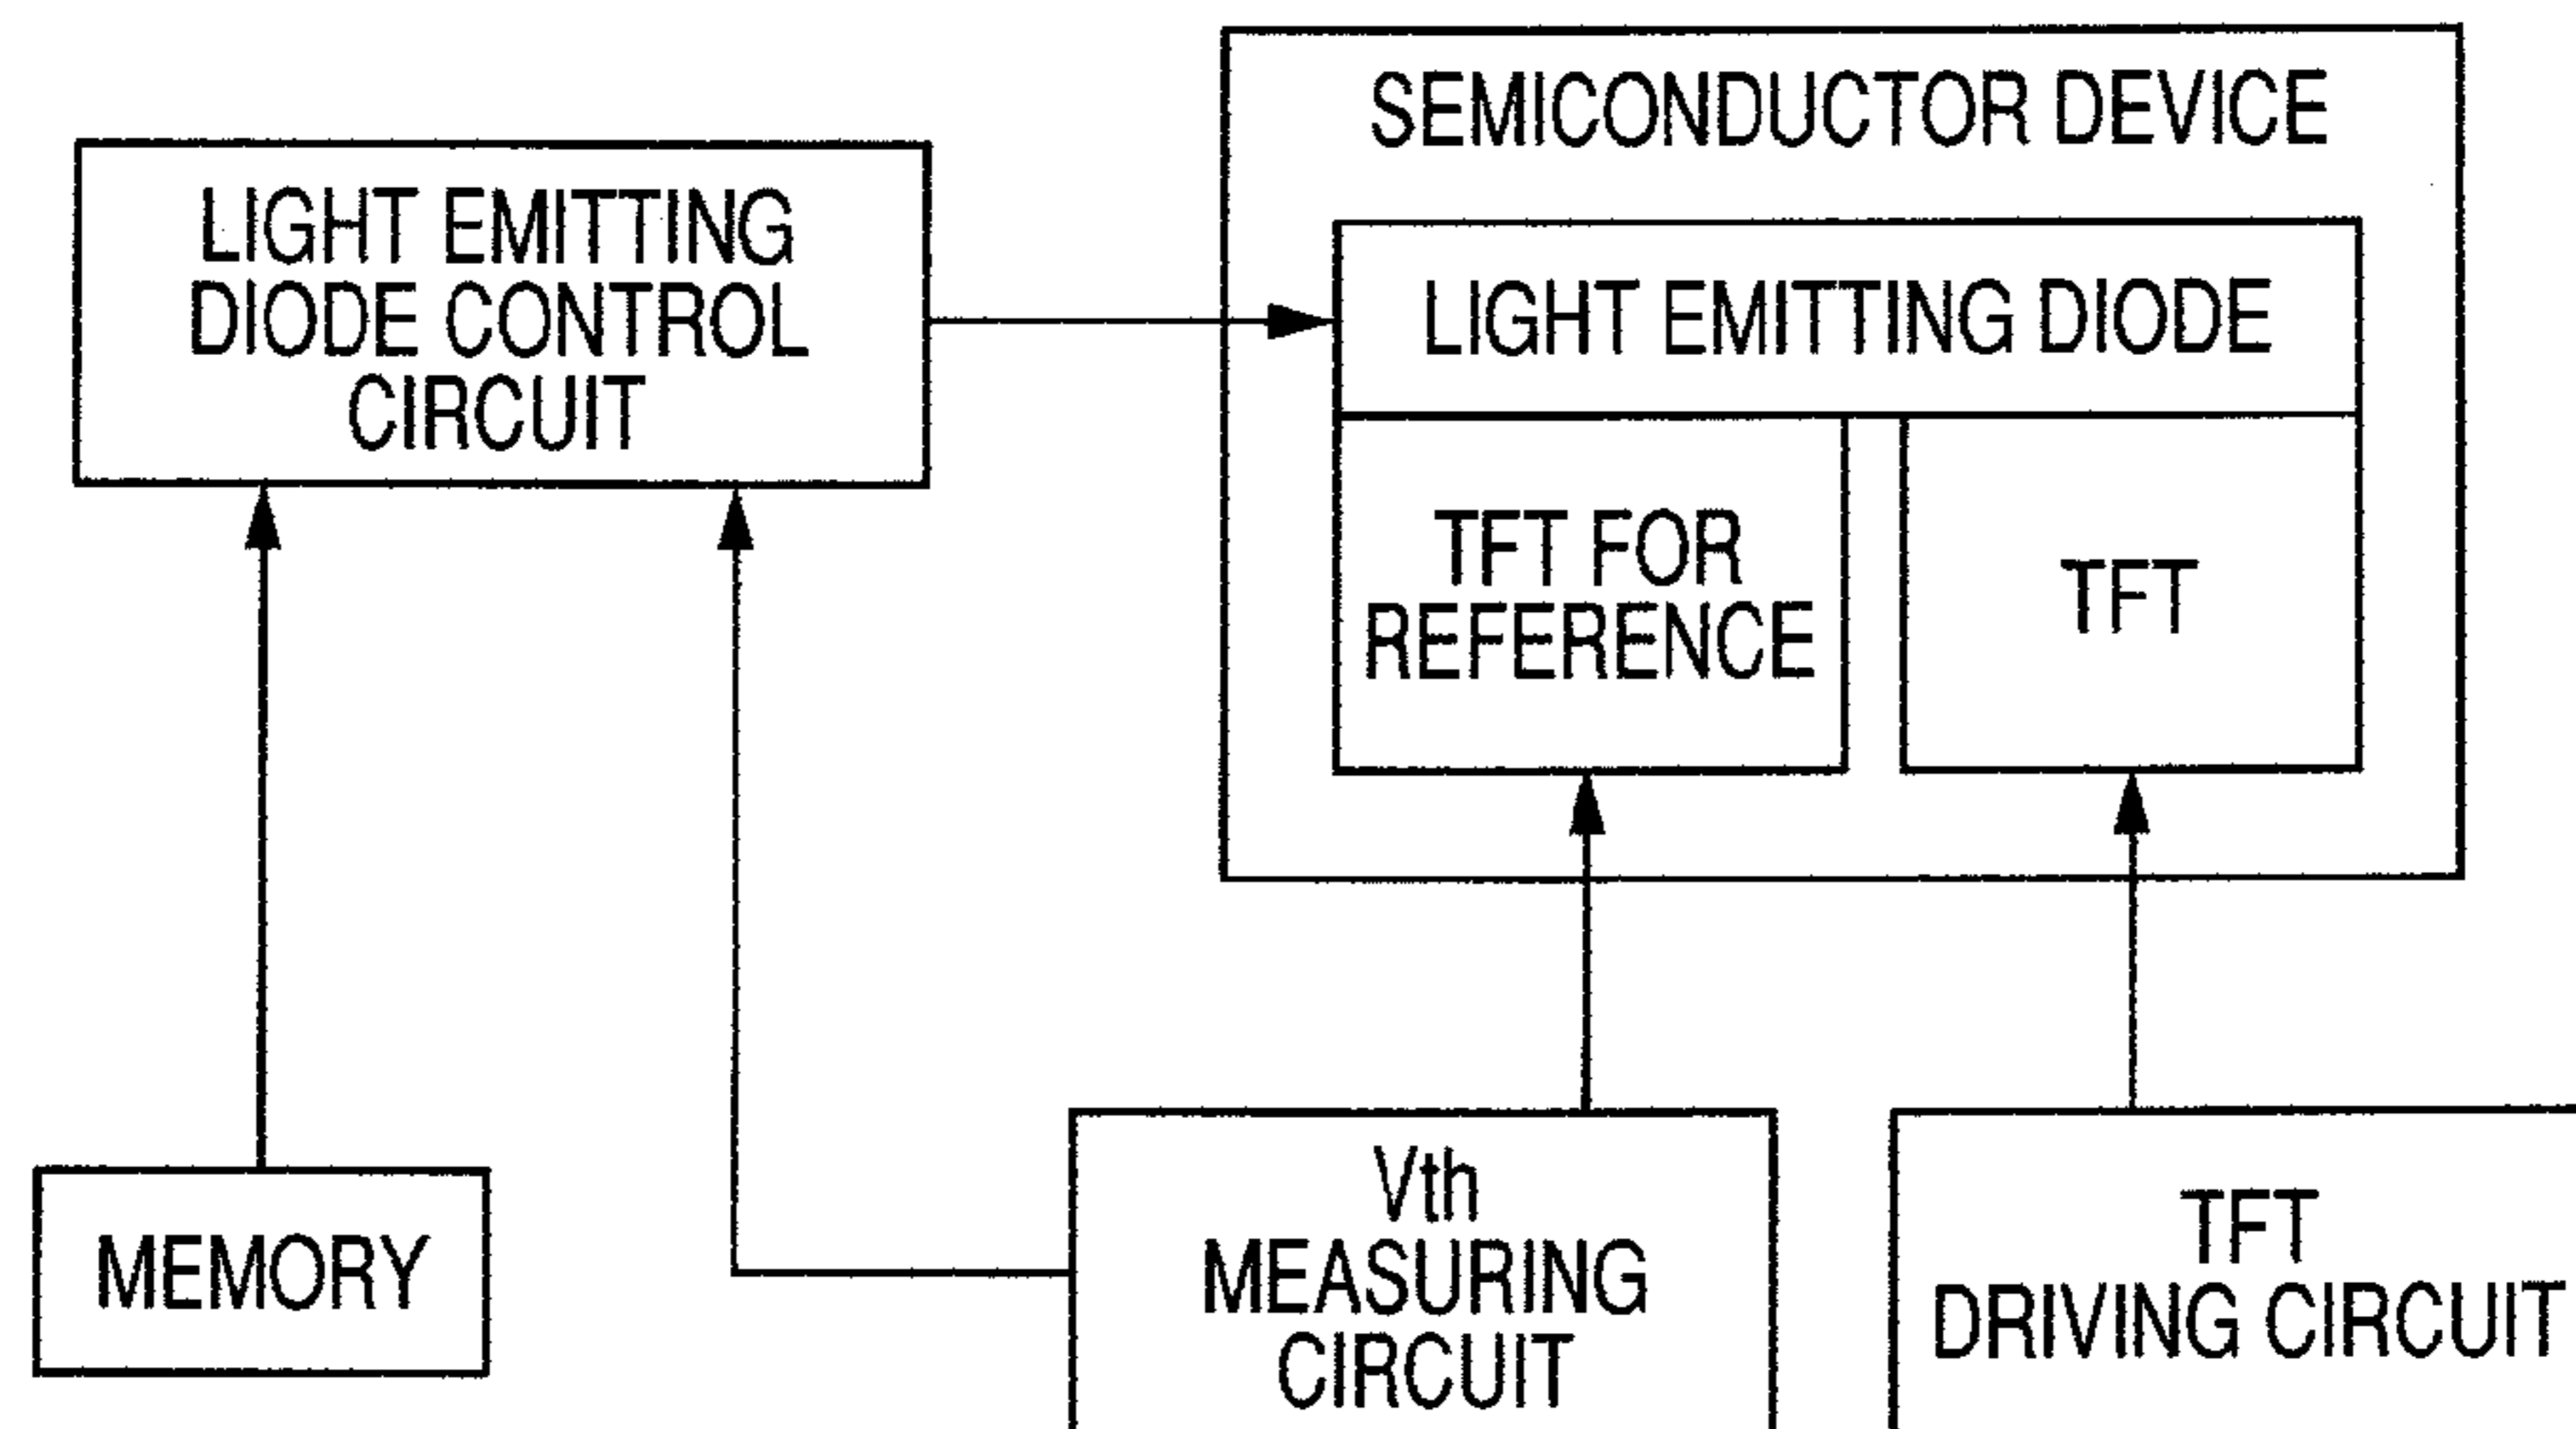 SEMICONDUCTOR DEVICE
LIGHT EMITTING
DIODE CONTROL
CIRCUIT
LIGHT EMITTING DIODE
TFT FOR
REFERENCE
TFT
MEMORY
Vth
MEASURING
CIRCUIT
TFT
DRIVING CIRCUIT